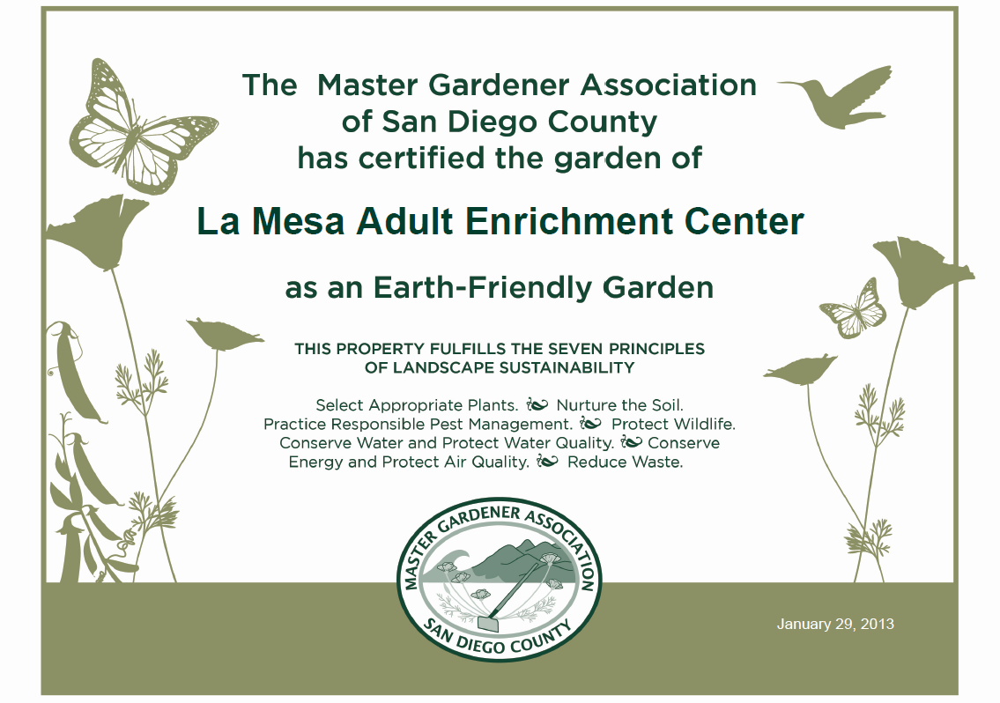 The Master Gardener Association
of San Diego County
has certified the garden of
La Mesa Adult Enrichment Center
as an Earth-Friendly Garden
THIS PROPERTY FULFILLS THE SEVEN PRINCIPLES
OF LANDSCAPE SUSTAINABILITY
Select Appropriate Plants. Nurture the Soil.
Practice Responsible Pest Management. Protect Wildlife.
Conserve Water and Protect Water Quality. Conserve
Energy and Protect Air Quality. Reduce Waste.
MASTER GARDENER ASSOCIATION
SAN DIEGO COUNTY
January 29, 2013